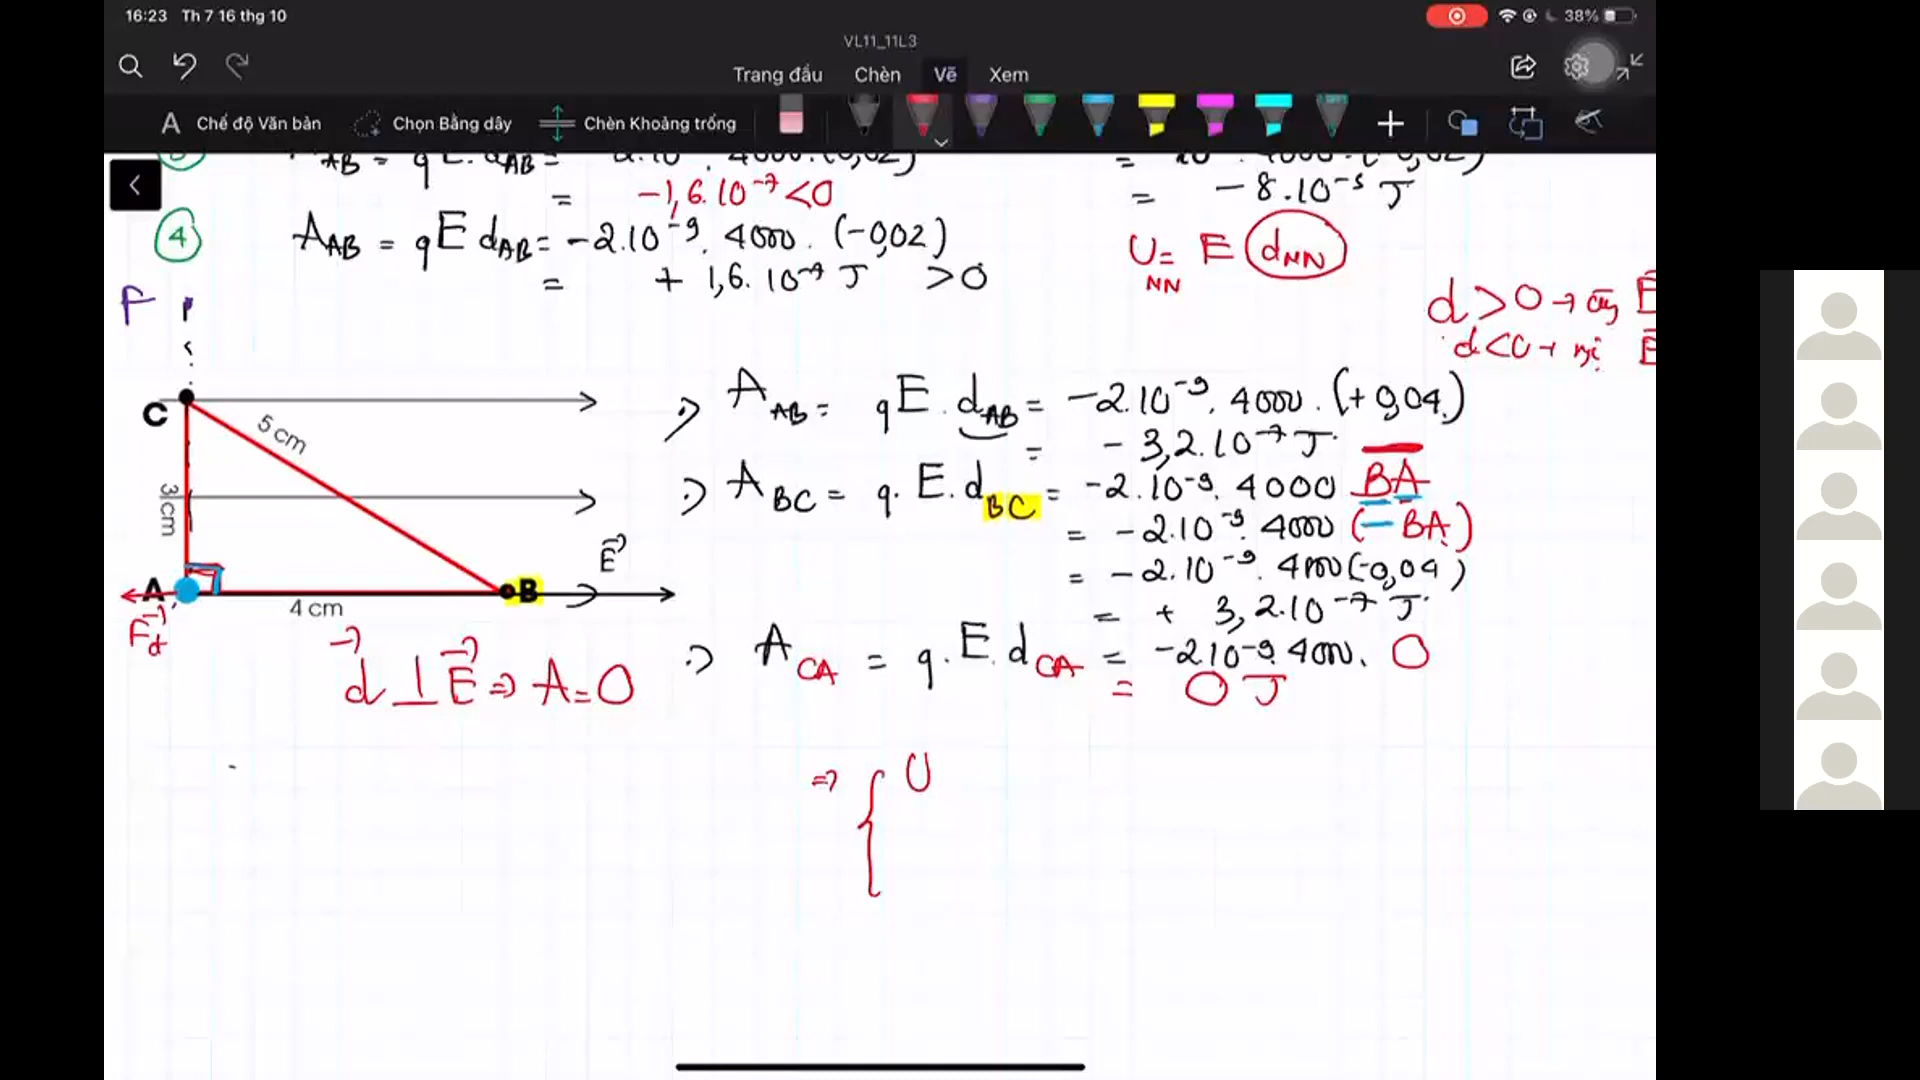 16:23 Th 7 16 thg 10
38%
VL11_11L3
Trang đầu Chèn Vẽ Xem
Chế độ Văn bản Chọn Bằng dây Chèn Khoảng trống
= -1,6.10⁻⁷ < 0
= -8.10⁻⁵ J
④ A_AB = qE d_AB = -2.10⁻⁹. 4000. (-0,02)
= + 1,6.10⁻⁷ J > 0
U_NN = E d_NN
F
d > 0 → E
d < 0 → E
C
5 cm
3 cm
A
B
4 cm
E⃗
F⃗đ
d⃗ ⊥ E⃗ => A = 0
=> A_AB = qE. d_AB = -2.10⁻⁹. 4000. (+0,04)
= -3,2.10⁻⁷ J
=> A_BC = q. E. d_BC = -2.10⁻⁹. 4000 B̅A̅
= -2.10⁻⁹. 4000 (-BA)
= -2.10⁻⁹. 4000 (-0,04)
= + 3,2.10⁻⁷ J
=> A_CA = q. E. d_CA = -2.10⁻⁹. 4000. 0
= 0 J
=> { U